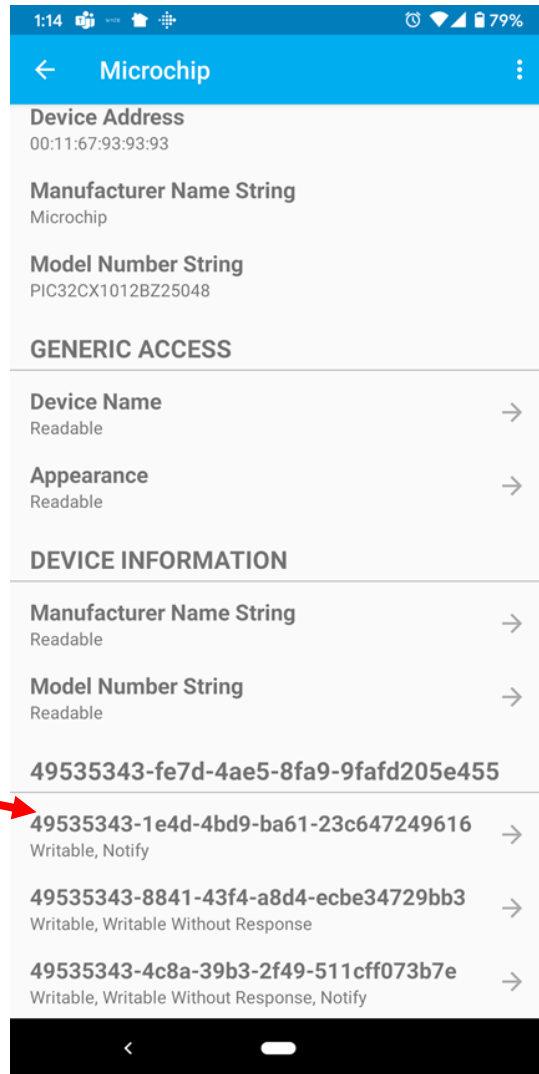 1:14 79%
Microchip
Device Address
00:11:67:93:93:93
Manufacturer Name String
Microchip
Model Number String
PIC32CX1012BZ25048
GENERIC ACCESS
Device Name
Readable
Appearance
Readable
DEVICE INFORMATION
Manufacturer Name String
Readable
Model Number String
Readable
49535343-fe7d-4ae5-8fa9-9fafd205e455
49535343-1e4d-4bd9-ba61-23c647249616
Writable, Notify
49535343-8841-43f4-a8d4-ecbe34729bb3
Writable, Writable Without Response
49535343-4c8a-39b3-2f49-511cff073b7e
Writable, Writable Without Response, Notify